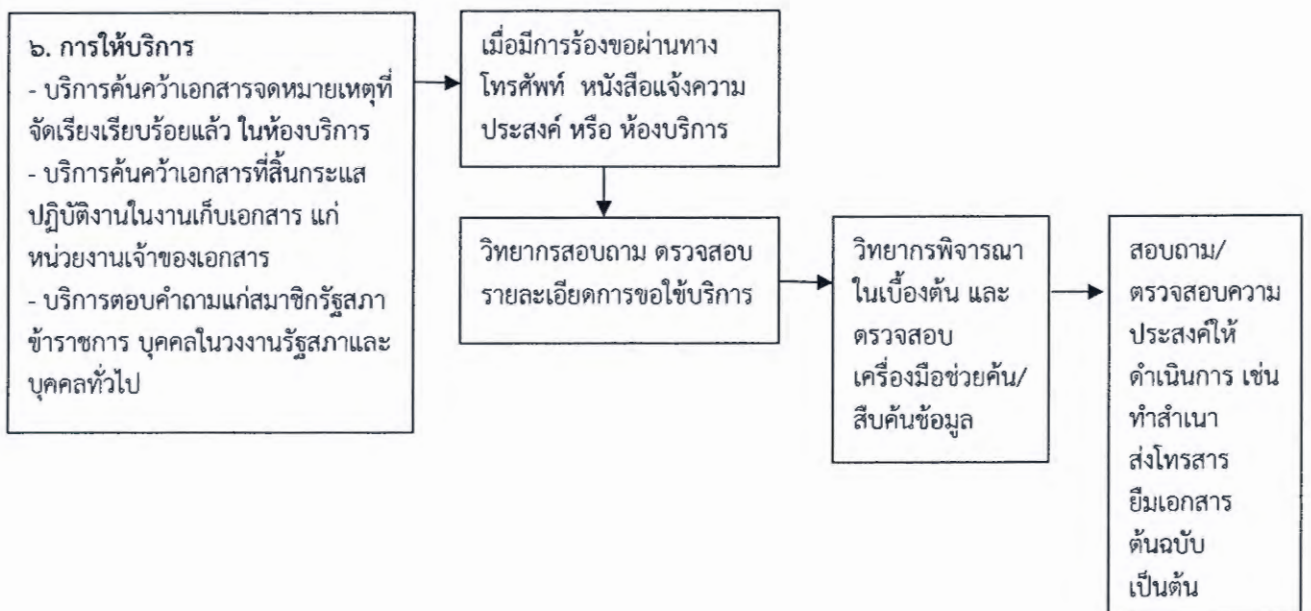 ๖. การให้บริการ
- บริการค้นคว้าเอกสารจดหมายเหตุที่
จัดเรียงเรียบร้อยแล้ว ในห้องบริการ
- บริการค้นคว้าเอกสารที่สิ้นกระแส
ปฏิบัติงานในงานเก็บเอกสาร แก่
หน่วยงานเจ้าของเอกสาร
- บริการตอบคำถามแก่สมาชิกรัฐสภา
ข้าราชการ บุคคลในวงงานรัฐสภาและ
บุคคลทั่วไป
เมื่อมีการร้องขอผ่านทาง
โทรศัพท์ หนังสือแจ้งความ
ประสงค์ หรือ ห้องบริการ
วิทยากรสอบถาม ตรวจสอบ
รายละเอียดการขอใช้บริการ
วิทยากรพิจารณา
ในเบื้องต้น และ
ตรวจสอบ
เครื่องมือช่วยค้น/
สืบค้นข้อมูล
สอบถาม/
ตรวจสอบความ
ประสงค์ให้
ดำเนินการ เช่น
ทำสำเนา
ส่งโทรสาร
ยืมเอกสาร
ต้นฉบับ
เป็นต้น